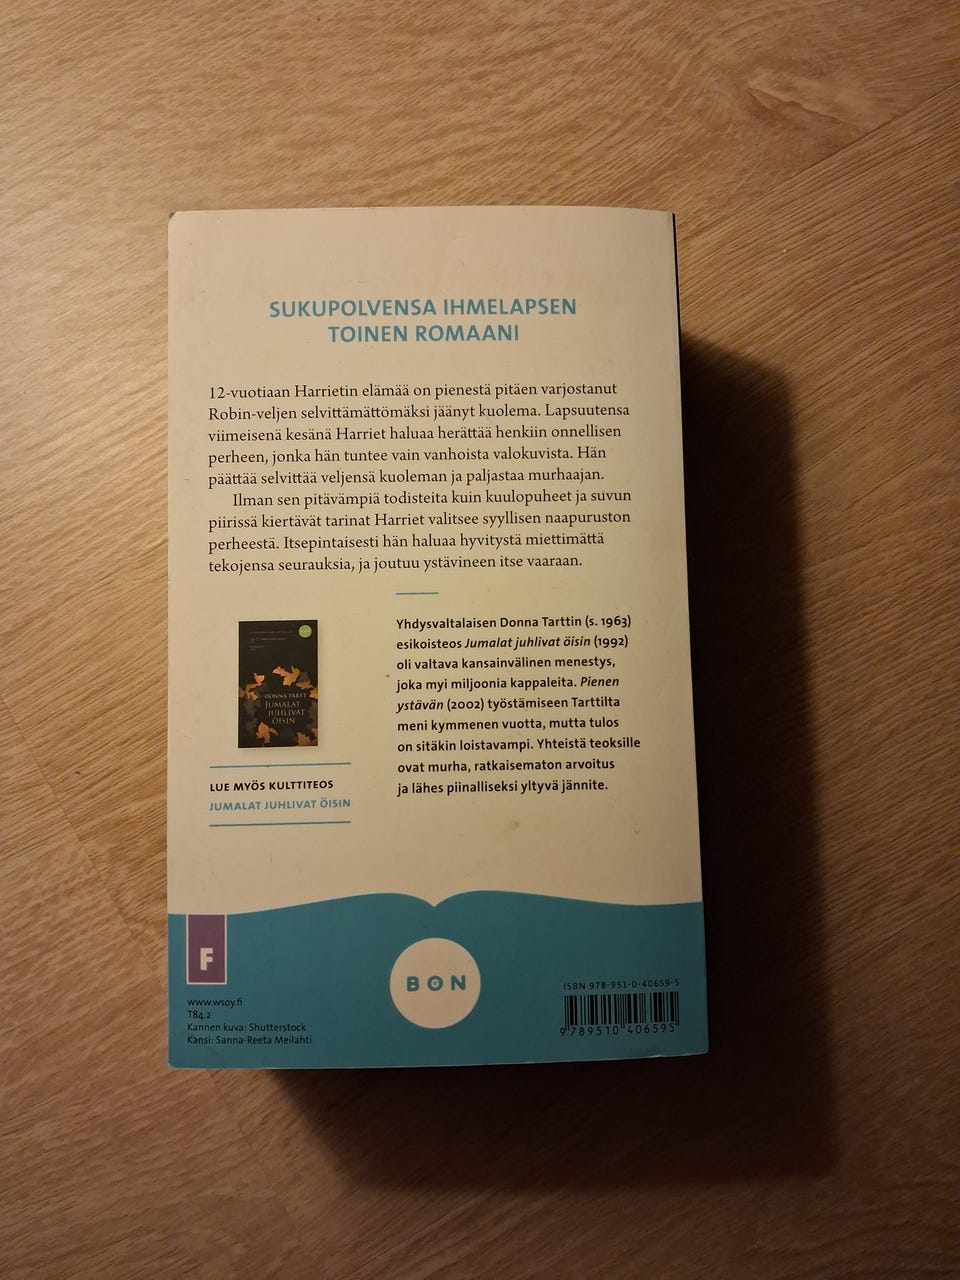 SUKUPOLVENSA IHMELAPSEN
TOINEN ROMAANI
12-vuotiaan Harrietin elämää on pienestä pitäen varjostanut
Robin-veljen selvittämättömäksi jäänyt kuolema. Lapsuutensa
viimeisenä kesänä Harriet haluaa herättää henkiin onnellisen
perheen, jonka hän tuntee vain vanhoista valokuvista. Hän
päättää selvittää veljensä kuoleman ja paljastaa murhaajan.
Ilman sen pitävämpiä todisteita kuin kuulopuheet ja suvun
piirissä kiertävät tarinat Harriet valitsee syyllisen naapuruston
perheestä. Itsepintaisesti hän haluaa hyvitystä miettimättä
tekojensa seurauksia, ja joutuu ystävineen itse vaaraan.
DONNA TARTT
JUMALAT
JUHLIVAT
ÖISIN
LUE MYÖS KULTTITEOS
JUMALAT JUHLIVAT ÖISIN
Yhdysvaltalaisen Donna Tarttin (s. 1963)
esikoisteos Jumalat juhlivat öisin (1992)
oli valtava kansainvälinen menestys,
joka myi miljoonia kappaleita. Pienen
ystävän (2002) työstämiseen Tarttilta
meni kymmenen vuotta, mutta tulos
on sitäkin loistavampi. Yhteistä teoksille
ovat murha, ratkaisematon arvoitus
ja lähes piinalliseksi yltyvä jännite.
F
www.wsoy.fi
T84.2
Kannen kuva: Shutterstock
Kansi: Sanna-Reeta Meilahti
BON
ISBN 978-951-0-40659-5
9 789510 406595